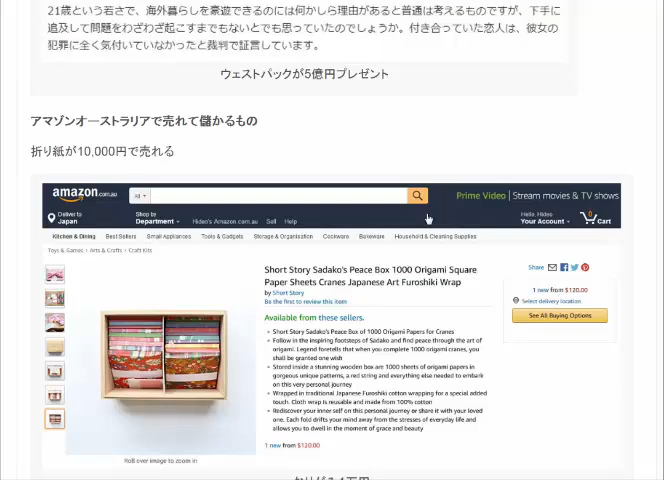 21歳という若さで、海外暮らしを豪遊できるのには何かしら理由があると普通は考えるものですが、下手に
追及して問題をわざわざ起こすまでもないとでも思っていたのでしょうか。付き合っていた恋人は、彼女の
犯罪に全く気付いていなかったと裁判で証言しています。
ウェストパックが5億円プレゼント
アマゾンオーストラリアで売れて儲かるもの
折り紙が10,000円で売れる
amazon.com.au
All
Prime Video | Stream movies & TV shows
Deliver to
Japan
Shop by
Department
Hideo's Amazon.com.au Sell Help
Hello, Hideo
Your Account
0
Cart
Kitchen & Dining Best Sellers Small Appliances Tools & Gadgets Storage & Organisation Cookware Bakeware Household & Cleaning Supplies
Toys & Games › Arts & Crafts › Craft Kits
Short Story Sadako's Peace Box 1000 Origami Square
Paper Sheets Cranes Japanese Art Furoshiki Wrap
by Short Story
Be the first to review this item
Available from these sellers.
Short Story Sadako's Peace Box of 1000 Origami Papers for Cranes
Follow in the inspiring footsteps of Sadako and find peace through the art of
origami. Legend foretells that when you complete 1000 origami cranes, you
shall be granted one wish
Stored inside a stunning wooden box are 1000 sheets of origami papers in
gorgeous unique patterns, a red string and everything else needed to embark
on this very personal journey
Wrapped in traditional Japanese Furoshiki cotton wrapping for a special added
touch. Cloth wrap is reusable and made from 100% cotton
Rediscover your inner self on this personal journey or share it with your loved
one. Each fold drifts your mind away from the stresses of everyday life and
allows you to dwell in the moment of grace and beauty
1 new from $120.00
Share
1 new from $120.00
Select delivery location
See All Buying Options
Roll over image to zoom in